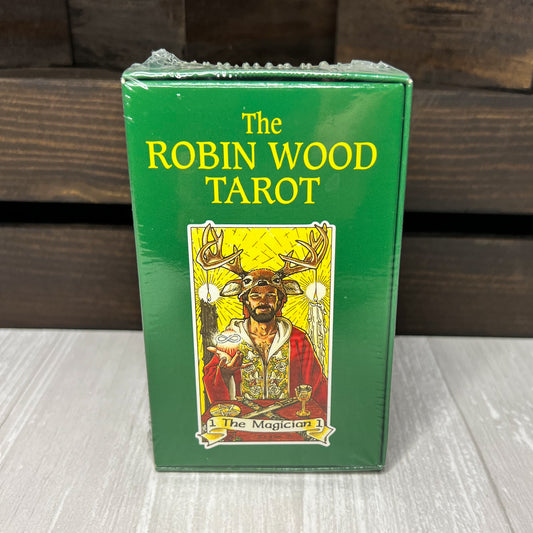 The
ROBIN WOOD
TAROT
1 The Magician 1